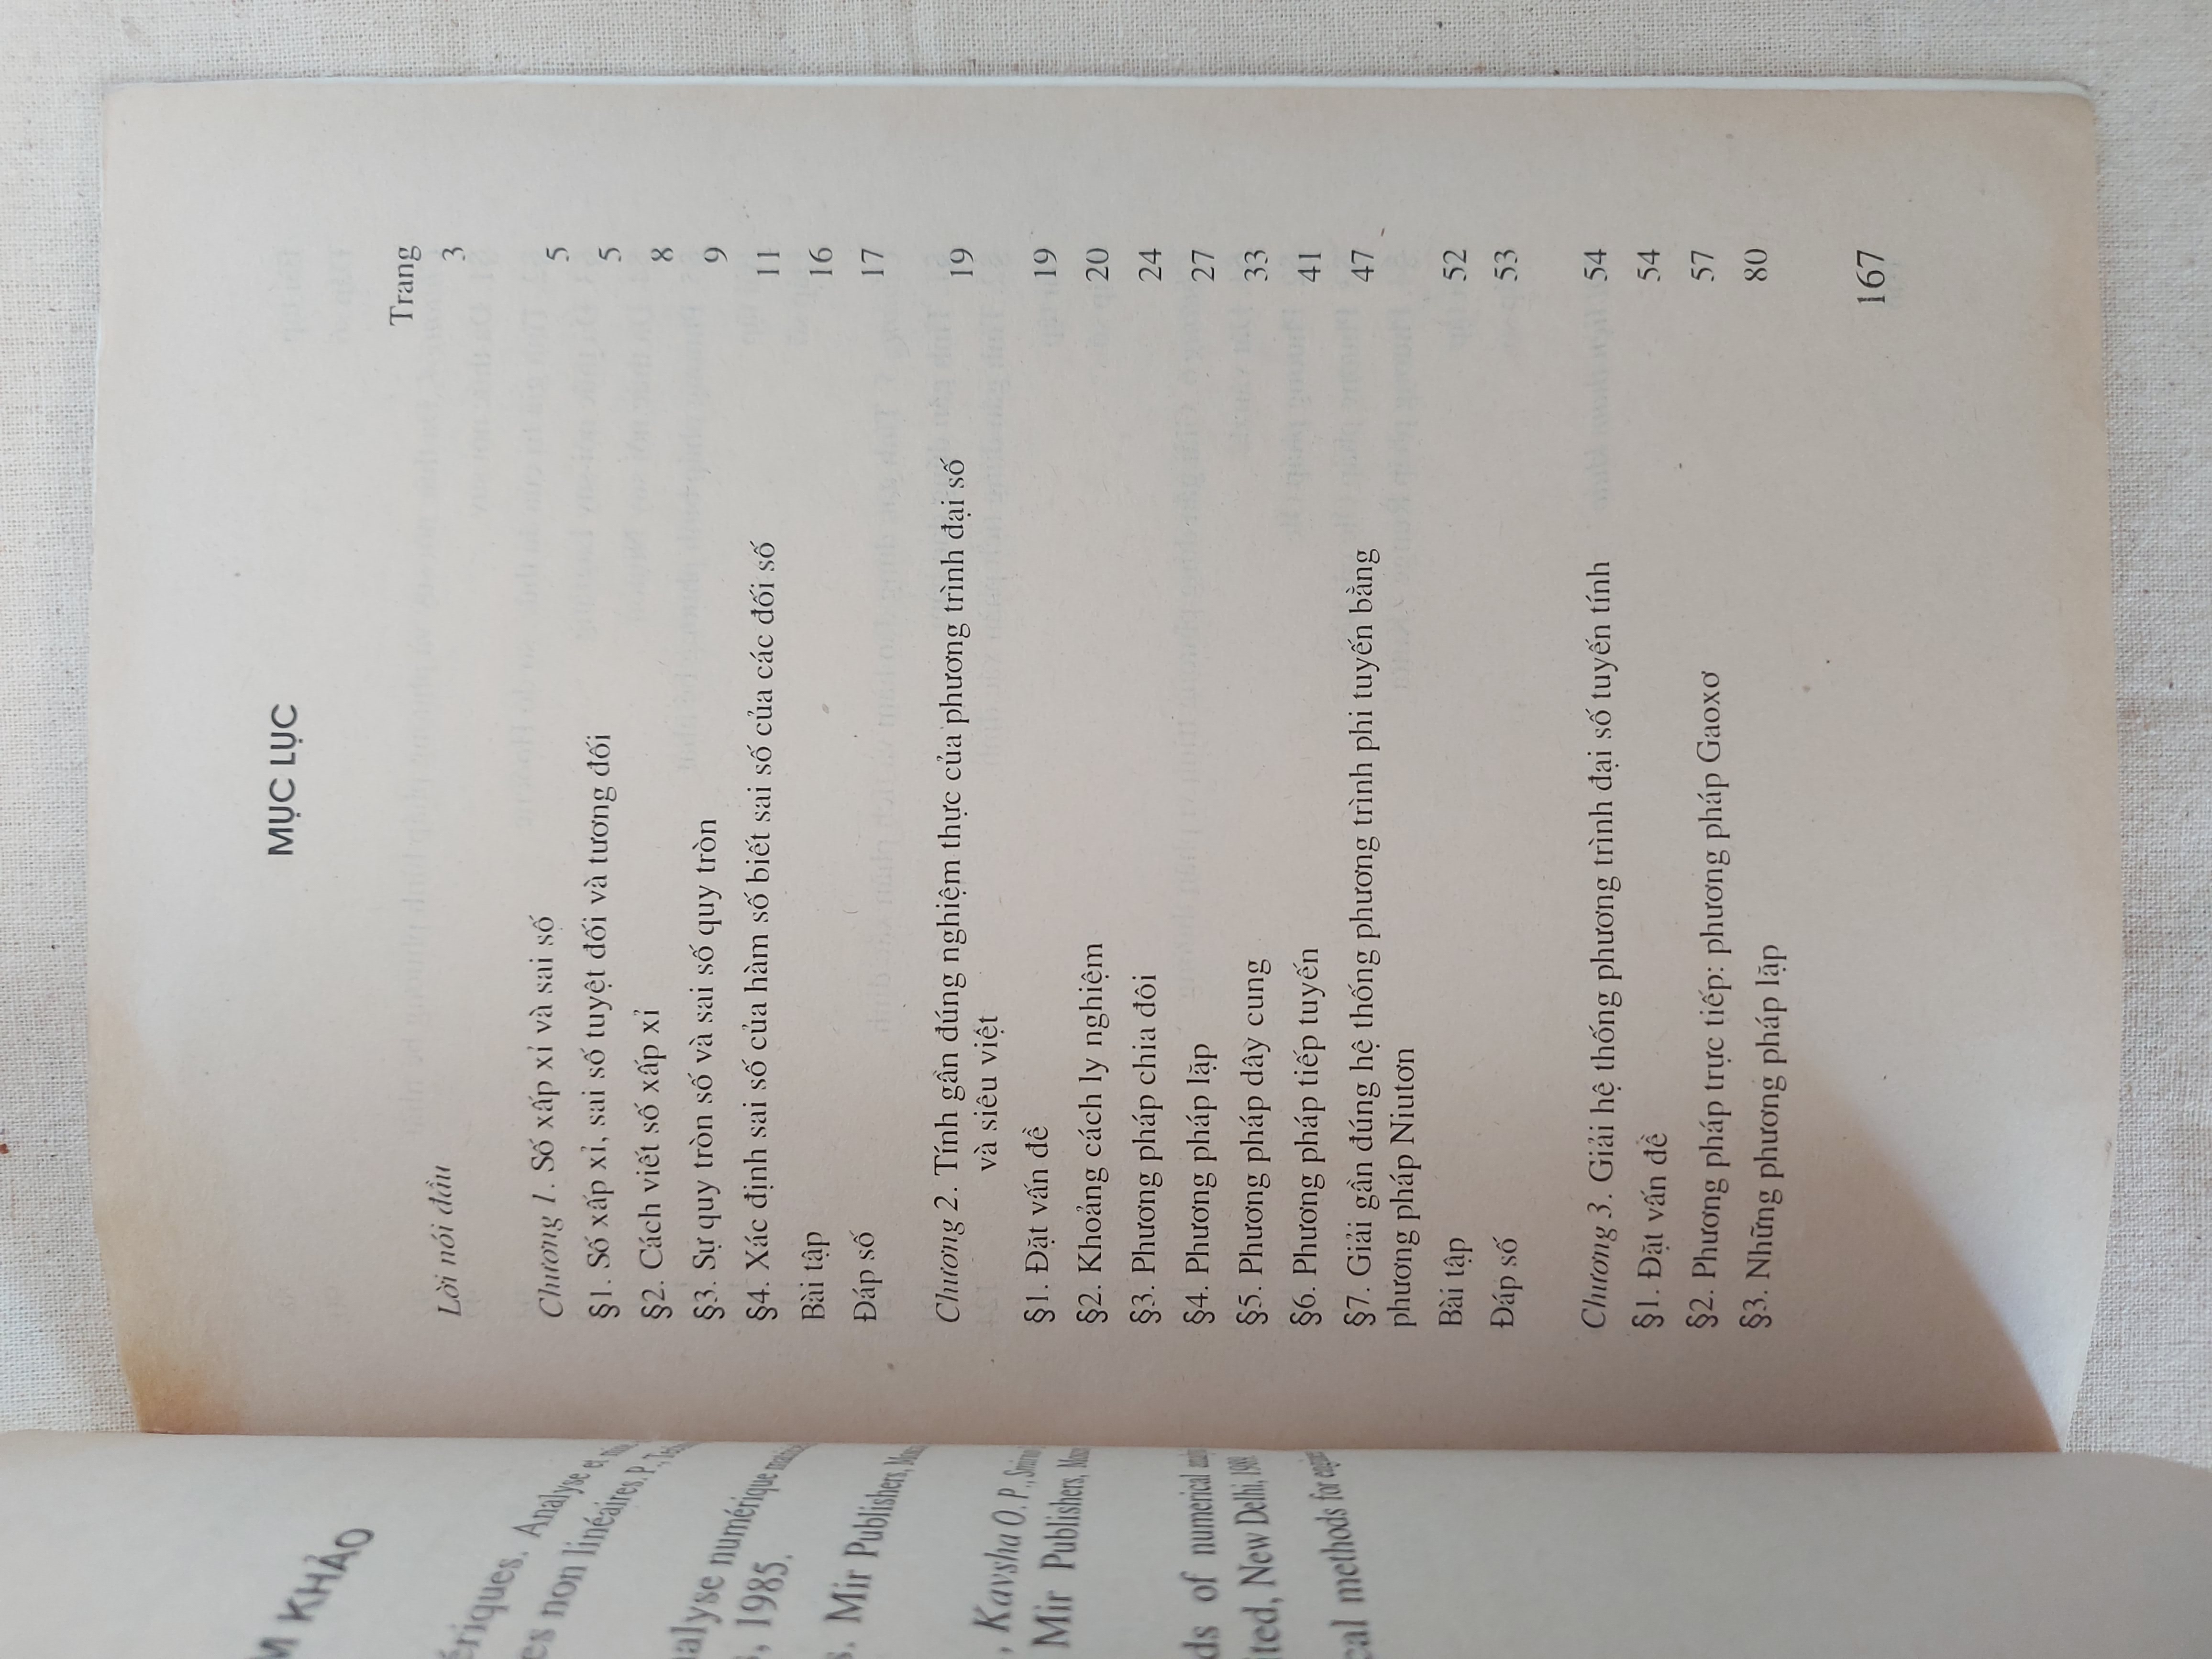 M KHẢO
ériques. Analyse et
es non linéaires. P.,
alyse numérique
, 1985.
s. Mir Publishers,
, Kavsha O. P.,
Mir Publishers,
ds of numerical
ted, New Delhi,
cal methods for
MỤC LỤC
Trang
Lời nói đầu 3
Chương 1. Số xấp xỉ và sai số 5
§1. Số xấp xỉ, sai số tuyệt đối và tương đối 5
§2. Cách viết số xấp xỉ 8
§3. Sự quy tròn số và sai số quy tròn 9
§4. Xác định sai số của hàm số biết sai số của các đối số 11
Bài tập 16
Đáp số 17
Chương 2. Tính gần đúng nghiệm thực của phương trình đại số 19
và siêu việt
§1. Đặt vấn đề 19
§2. Khoảng cách ly nghiệm 20
§3. Phương pháp chia đôi 24
§4. Phương pháp lặp 27
§5. Phương pháp dây cung 33
§6. Phương pháp tiếp tuyến 41
§7. Giải gần đúng hệ thống phương trình phi tuyến bằng 47
phương pháp Niutơn
Bài tập 52
Đáp số 53
Chương 3. Giải hệ thống phương trình đại số tuyến tính 54
§1. Đặt vấn đề 54
§2. Phương pháp trực tiếp: phương pháp Gaoxơ 57
§3. Những phương pháp lặp 80
167